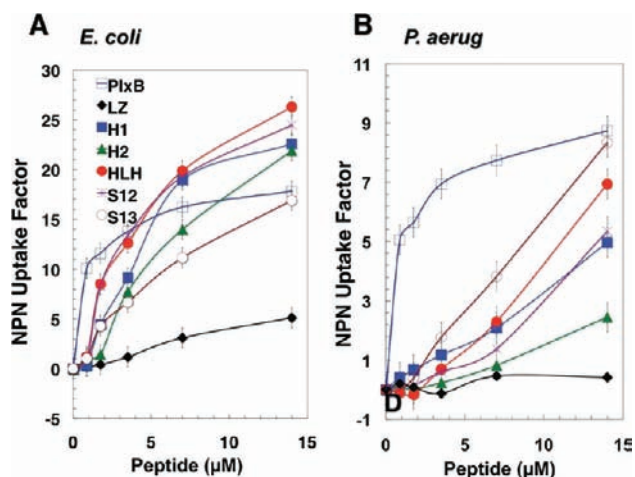 A E. coli
B P. aerug
NPN Uptake Factor
30
25
20
15
10
5
0
-5
PlxB
LZ
H1
H2
HLH
S12
S13
0 5 10 15
Peptide (µM)
NPN Uptake Factor
11
9
7
5
3
1
-1
D
0 5 10 15
Peptide (µM)